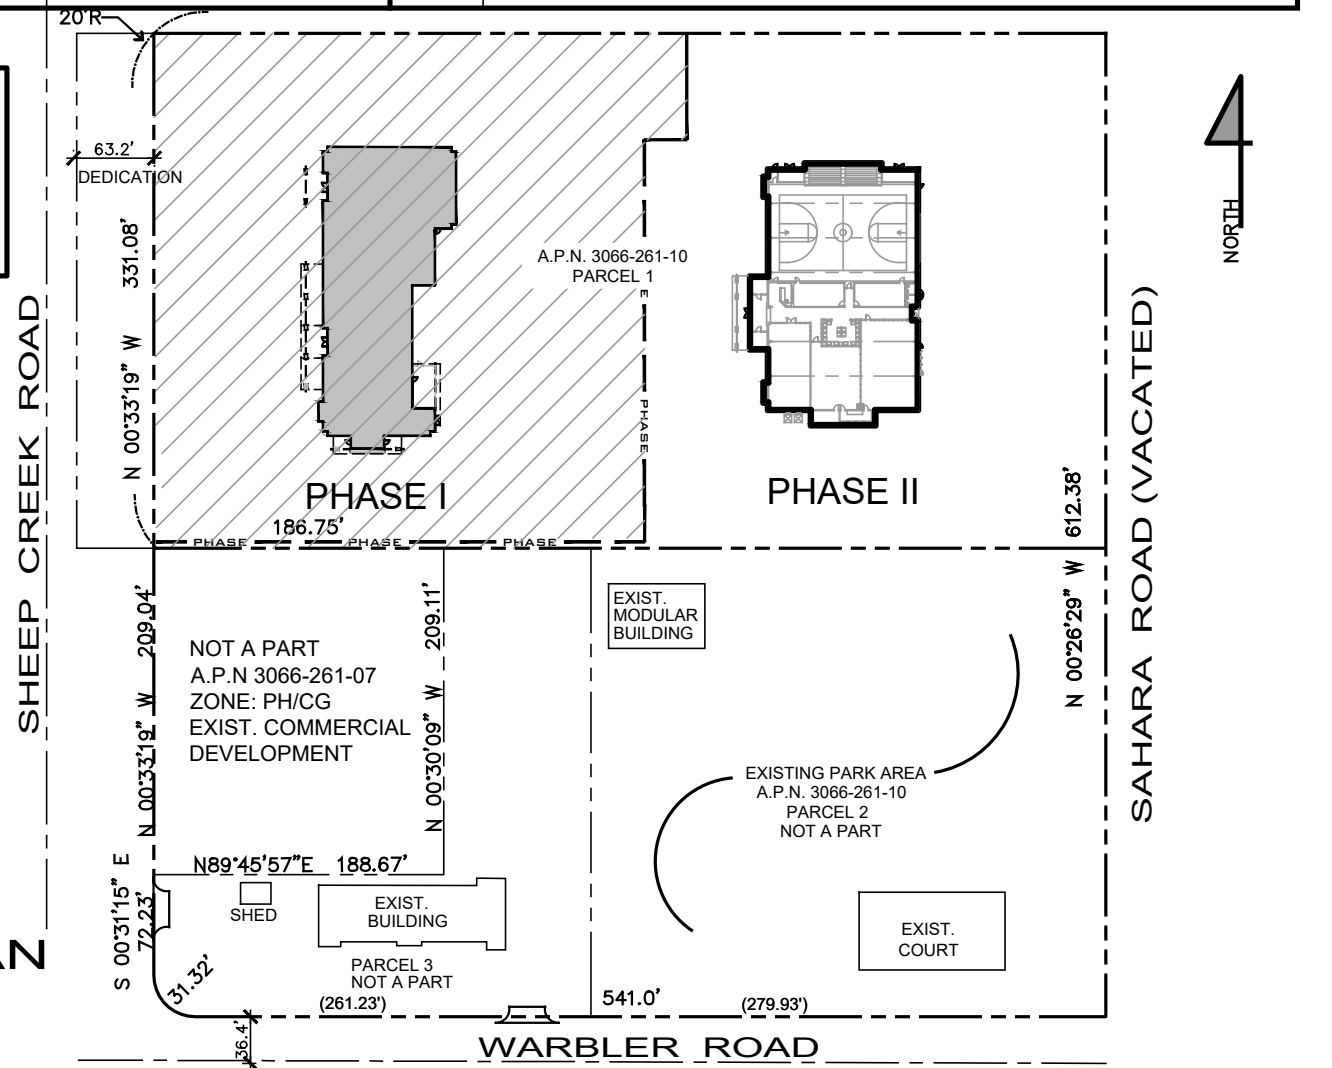 20'R
63.2'
DEDICATION
N 00°33'19" W 331.08'
SHEEP CREEK ROAD
A.P.N. 3066-261-10
PARCEL 1
E
PHASE
PHASE I
186.75'
PHASE PHASE PHASE
PHASE II
NORTH
N 00°26'29" W 612.38'
SAHARA ROAD (VACATED)
N 00°33'19" W 209.04'
NOT A PART
A.P.N 3066-261-07
ZONE: PH/CG
EXIST. COMMERCIAL
DEVELOPMENT
N 00°30'09" W 209.11'
EXIST.
MODULAR
BUILDING
EXISTING PARK AREA
A.P.N. 3066-261-10
PARCEL 2
NOT A PART
N89°45'57"E 188.67'
S 00°31'15" E
72.23'
SHED
EXIST.
BUILDING
EXIST.
COURT
PARCEL 3
NOT A PART
31.32'
(261.23')
541.0'
(279.93')
36.4'
WARBLER ROAD
AN